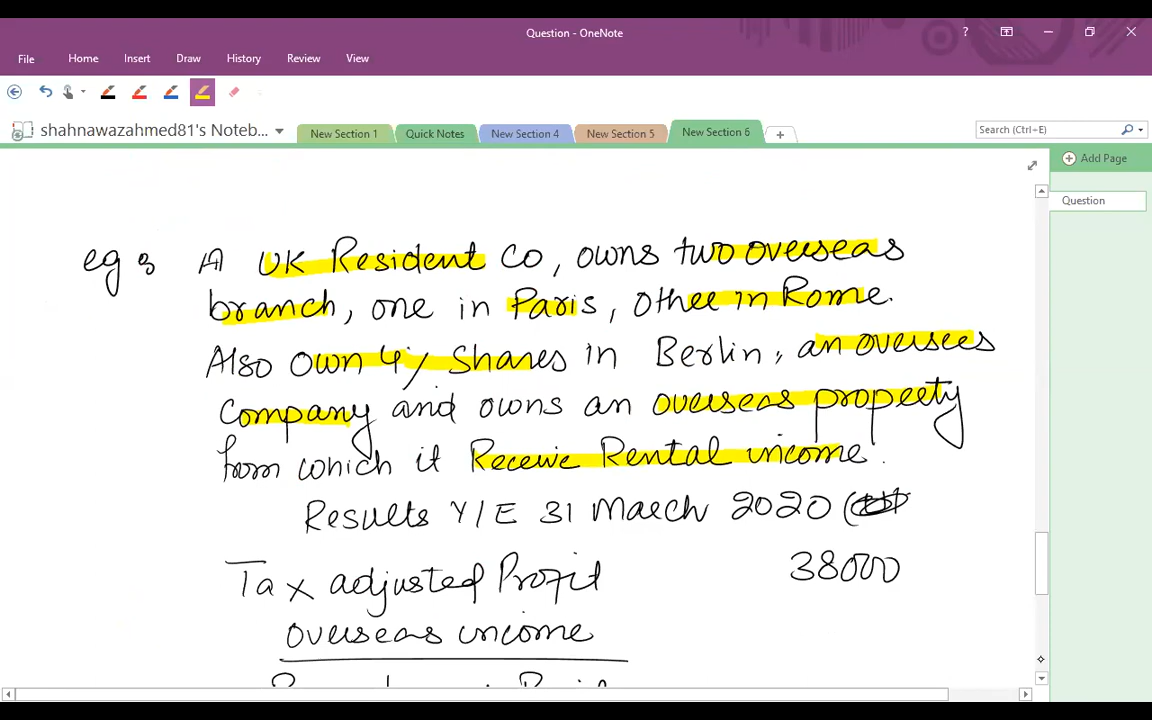 Question - OneNote
?
File Home Insert Draw History Review View
shahnawazahmed81's Noteb...
New Section 1
Quick Notes
New Section 4
New Section 5
New Section 6
Search (Ctrl+E)
Add Page
Question
eg 3 A UK Resident Co, owns two overseas
branch, one in Paris, Other in Rome.
Also Own 4% Shares in Berlin, an oversees
Company and owns an overseas property
from which it Receive Rental income.
Results Y/E 31 March 2020 (
Tax adjusted Profit 38000
Overseas income